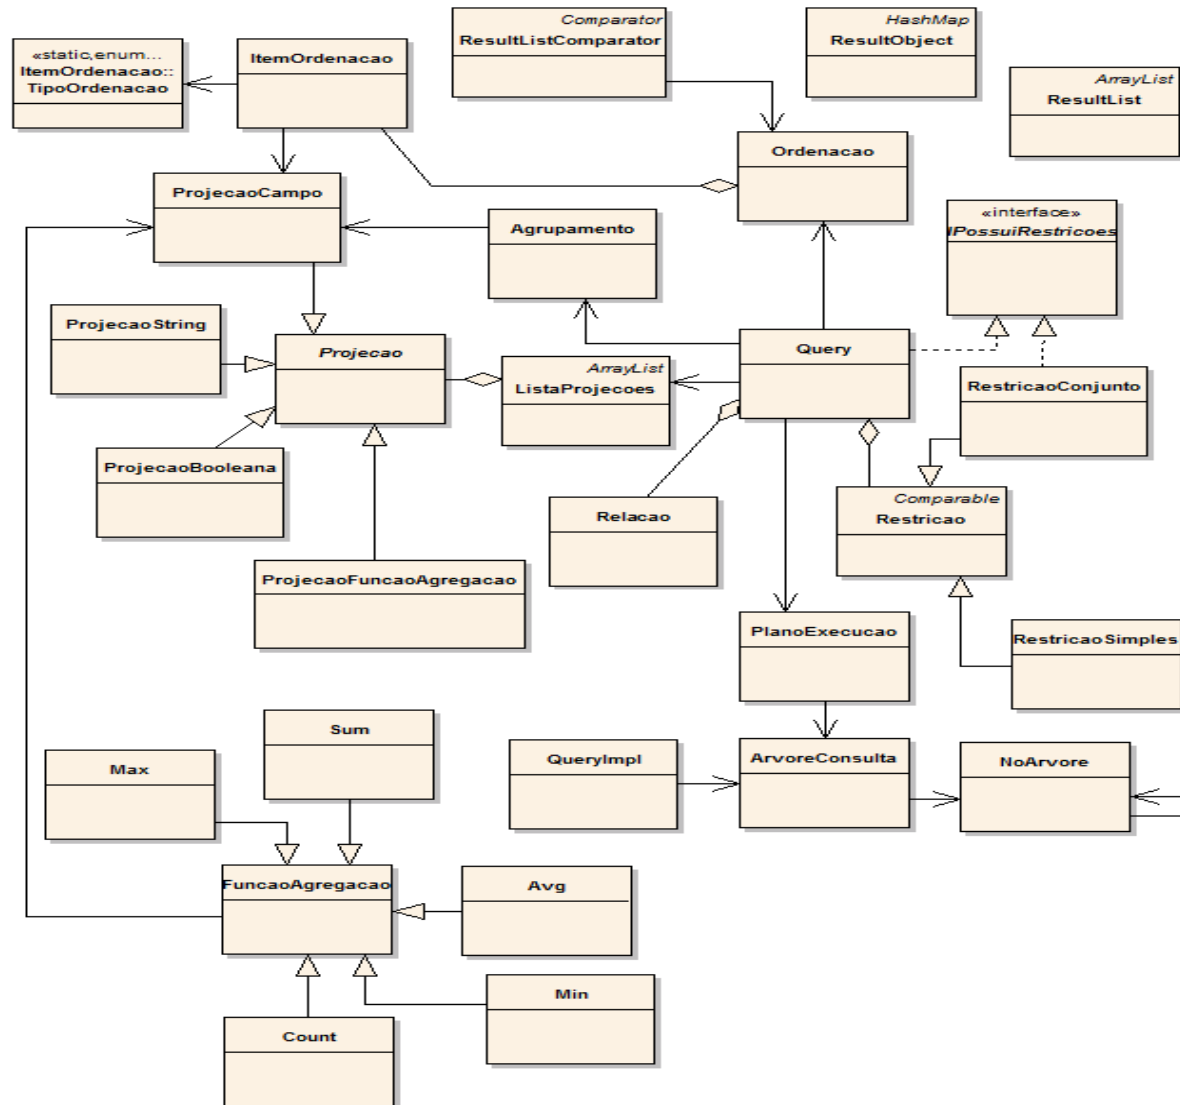 Comparator
ResultListComparator
HashMap
ResultObject
«static,enum...
ItemOrdenacao::
TipoOrdenacao
ItemOrdenacao
ArrayList
ResultList
Ordenacao
ProjecaoCampo
Agrupamento
«interface»
IPossuiRestricoes
ProjecaoString
Projecao
ArrayList
ListaProjecoes
Query
RestricaoConjunto
ProjecaoBooleana
Relacao
Comparable
Restricao
ProjecaoFuncaoAgregacao
PlanoExecucao
RestricaoSimples
Sum
Max
QueryImpl
ArvoreConsulta
NoArvore
FuncaoAgregacao
Avg
Min
Count